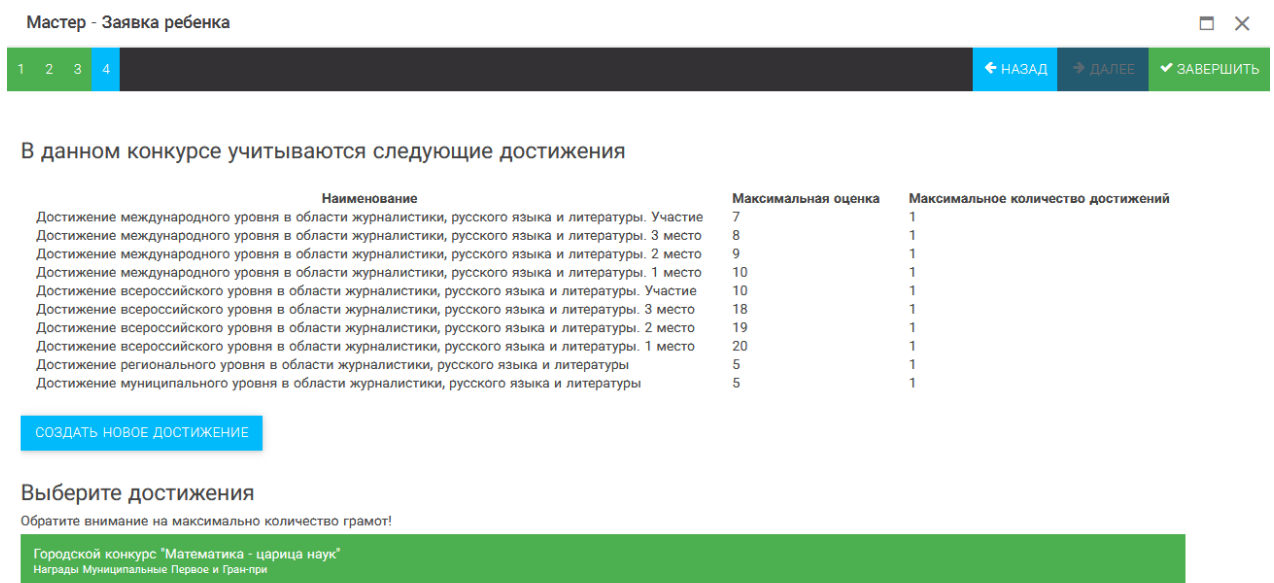 Мастер - Заявка ребенка
1 2 3 4 НАЗАД ДАЛЕЕ ЗАВЕРШИТЬ
В данном конкурсе учитываются следующие достижения
Наименование Максимальная оценка Максимальное количество достижений
Достижение международного уровня в области журналистики, русского языка и литературы. Участие 7 1
Достижение международного уровня в области журналистики, русского языка и литературы. 3 место 8 1
Достижение международного уровня в области журналистики, русского языка и литературы. 2 место 9 1
Достижение международного уровня в области журналистики, русского языка и литературы. 1 место 10 1
Достижение всероссийского уровня в области журналистики, русского языка и литературы. Участие 10 1
Достижение всероссийского уровня в области журналистики, русского языка и литературы. 3 место 18 1
Достижение всероссийского уровня в области журналистики, русского языка и литературы. 2 место 19 1
Достижение всероссийского уровня в области журналистики, русского языка и литературы. 1 место 20 1
Достижение регионального уровня в области журналистики, русского языка и литературы 5 1
Достижение муниципального уровня в области журналистики, русского языка и литературы 5 1
СОЗДАТЬ НОВОЕ ДОСТИЖЕНИЕ
Выберите достижения
Обратите внимание на максимально количество грамот!
Городской конкурс "Математика - царица наук"
Награды Муниципальные Первое и Гран-при